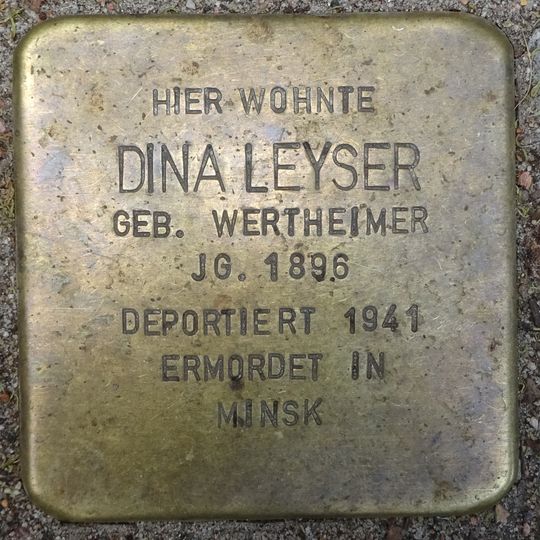 HIER WOHNTE
DINA LEYSER
GEB. WERTHEIMER
JG. 1896
DEPORTIERT 1941
ERMORDET IN
MINSK